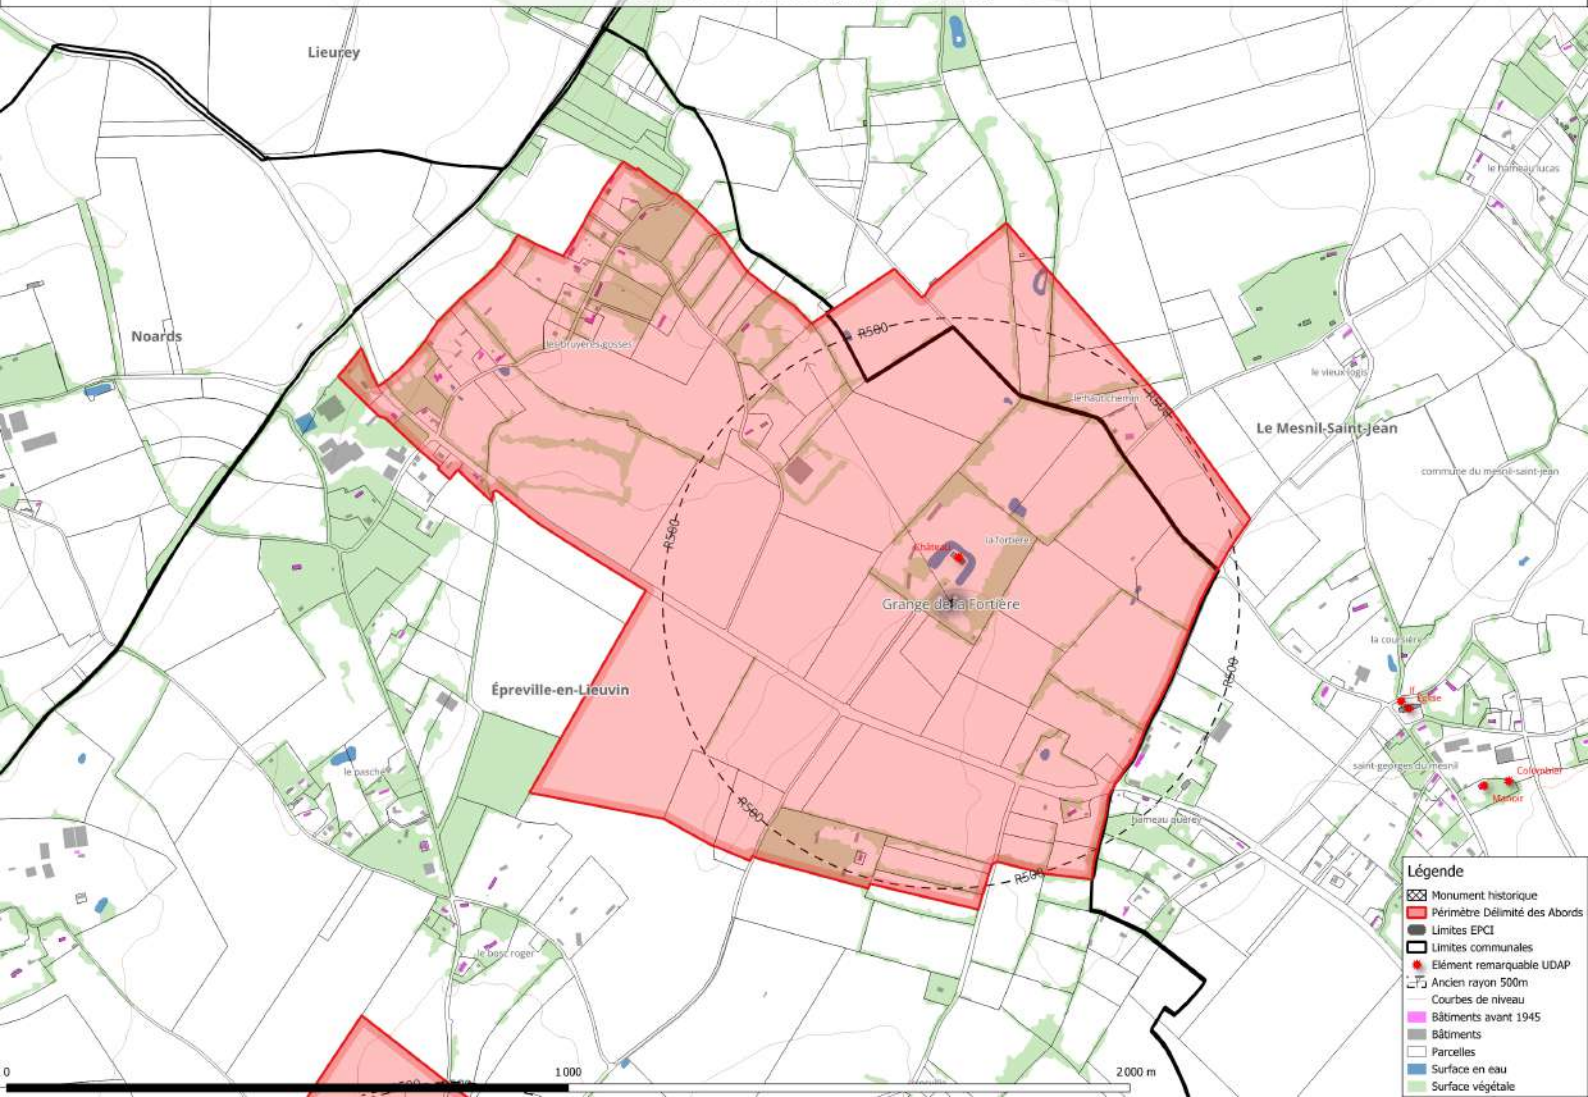 Lieurey
le hameau lucas
Noards
R500
les bruyères gosses
le vieux logis
le haut chemin
R500
Le Mesnil-Saint-Jean
commune du mesnil-saint-jean
R500
Château
la fortière
Grange de la Fortière
la coursière
R500
Épreville-en-Lieuvin
If
Église
le pasche
saint-georges du mesnil
Colombier
Manoir
R500
hameau querey
R500
le bosc roger
Légende
Monument historique
Périmètre Délimité des Abords
Limites EPCI
Limites communales
Elément remarquable UDAP
Ancien rayon 500m
Courbes de niveau
Bâtiments avant 1945
Bâtiments
Parcelles
Surface en eau
Surface végétale
0
1000
2000 m